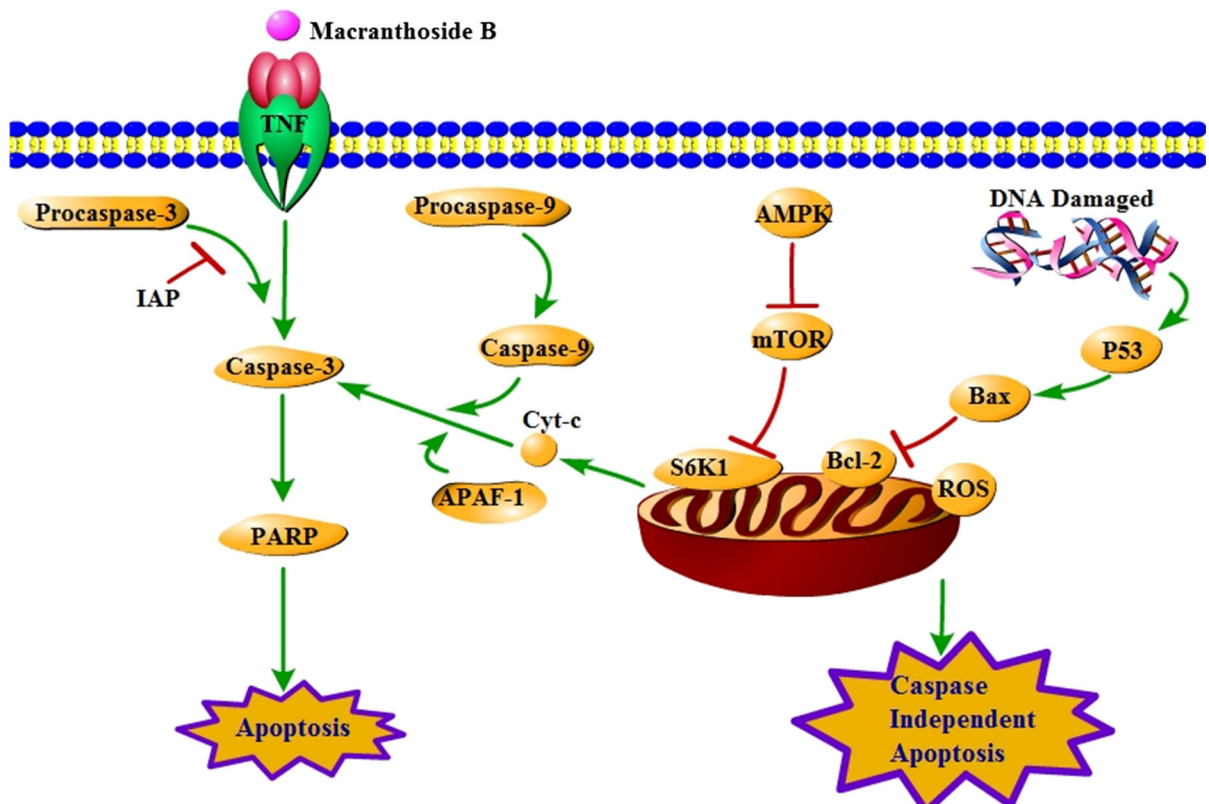 Macranthoside B
TNF
Procaspase-3
Procaspase-9
AMPK
DNA Damaged
IAP
mTOR
P53
Caspase-3
Caspase-9
Bax
Cyt-c
S6K1
Bcl-2
ROS
APAF-1
PARP
Apoptosis
Caspase
Independent
Apoptosis